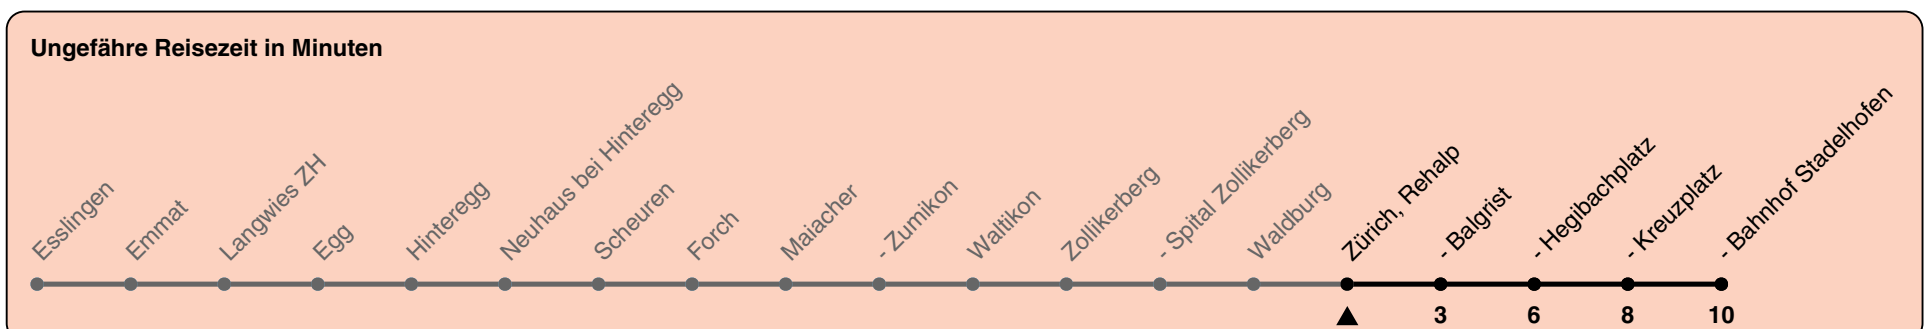 Ungefähre Reisezeit in Minuten
Esslingen
Emmat
Langwies ZH
Egg
Hinteregg
Neuhaus bei Hinteregg
Scheuren
Forch
Maiacher
- Zumikon
Waltikon
Zollikerberg
- Spital Zollikerberg
Waldburg
Zürich, Rehalp
- Balgrist
- Hegibachplatz
- Kreuzplatz
- Bahnhof Stadelhofen
3 6 8 10